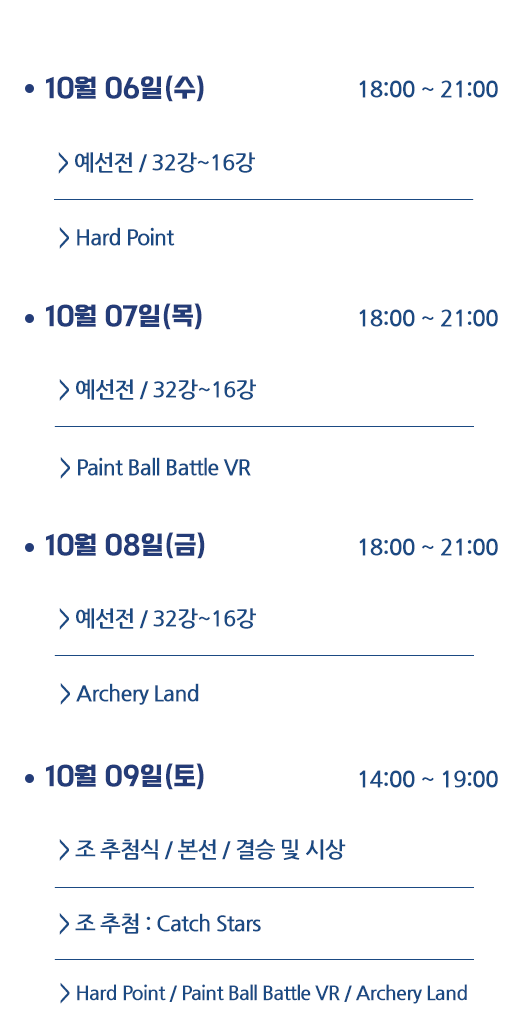 • 10월 06일(수) 18:00 ~ 21:00
> 예선전 / 32강~16강
> Hard Point
• 10월 07일(목) 18:00 ~ 21:00
> 예선전 / 32강~16강
> Paint Ball Battle VR
• 10월 08일(금) 18:00 ~ 21:00
> 예선전 / 32강~16강
> Archery Land
• 10월 09일(토) 14:00 ~ 19:00
> 조 추첨식 / 본선 / 결승 및 시상
> 조 추첨 : Catch Stars
> Hard Point / Paint Ball Battle VR / Archery Land